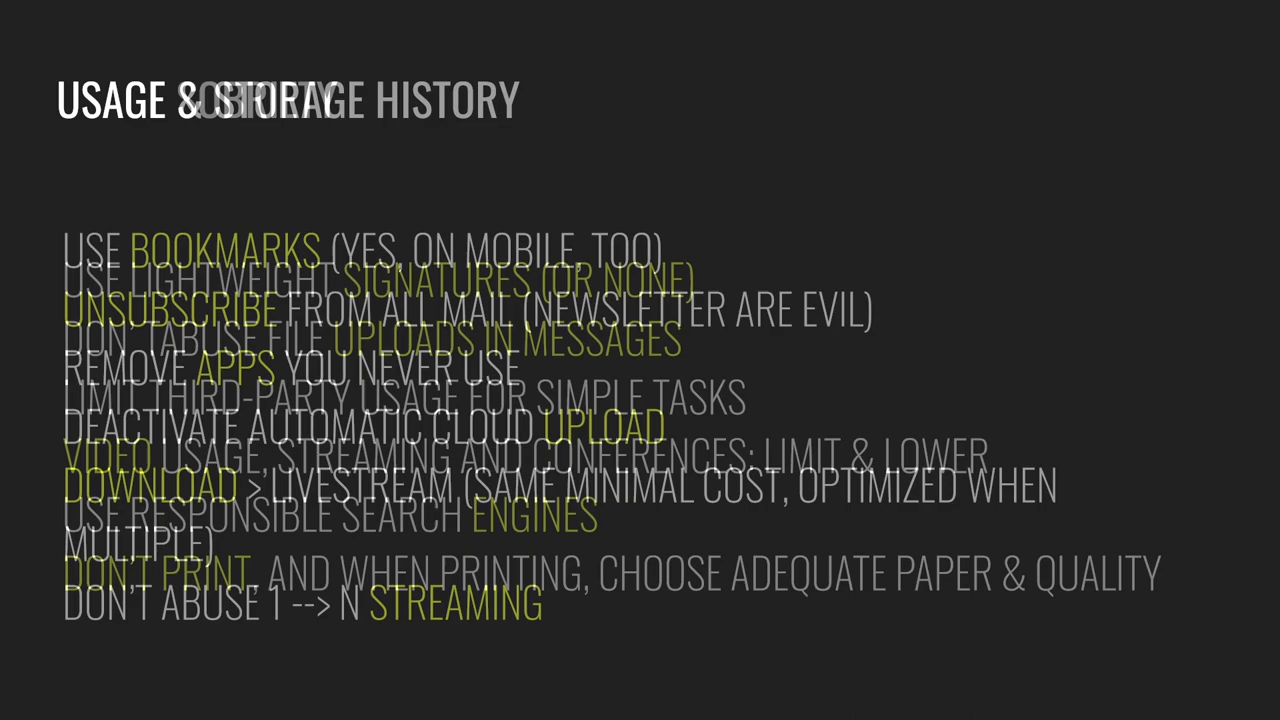 USAGE & STORAGE HISTORY
USE BOOKMARKS (YES, ON MOBILE, TOO)
USE LIGHTWEIGHT SIGNATURES (OR NONE)
UNSUBSCRIBE FROM ALL MAIL (NEWSLETTER ARE EVIL)
DON'T ABUSE FILE UPLOADS IN MESSAGES
REMOVE APPS YOU NEVER USE
LIMIT THIRD-PARTY USAGE FOR SIMPLE TASKS
DEACTIVATE AUTOMATIC CLOUD UPLOAD
VIDEO USAGE, STREAMING AND CONFERENCES: LIMIT & LOWER
DOWNLOAD > LIVESTREAM (SAME MINIMAL COST, OPTIMIZED WHEN
USE RESPONSIBLE SEARCH ENGINES
MULTIPLE)
DON'T PRINT, AND WHEN PRINTING, CHOOSE ADEQUATE PAPER & QUALITY
DON'T ABUSE 1 --> N STREAMING